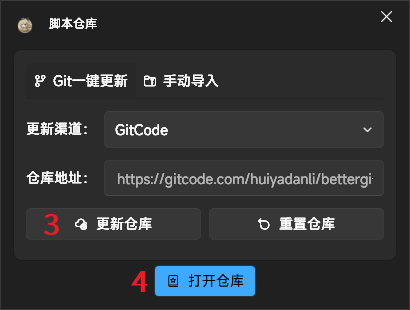 脚本仓库
Git一键更新 手动导入
更新渠道： GitCode
仓库地址： https://gitcode.com/huiyadanli/bettergi
3 更新仓库 重置仓库
4 打开仓库